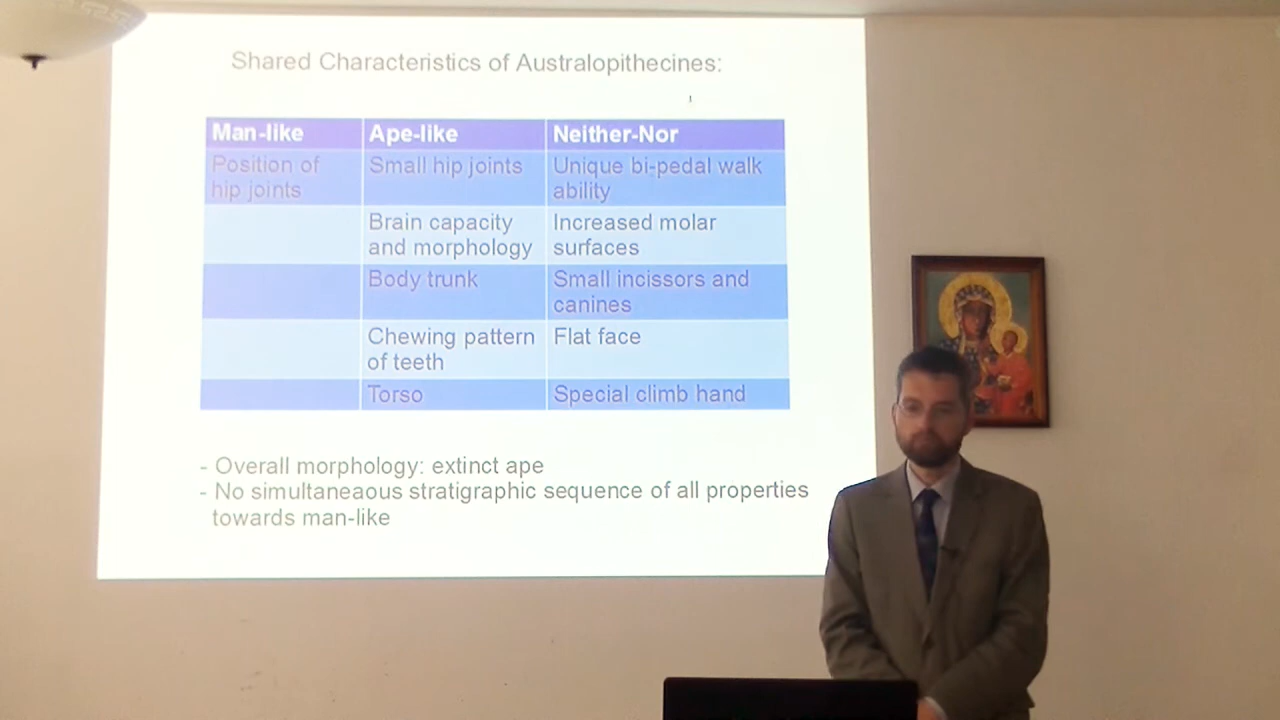 Shared Characteristics of Australopithecines:
Man-like Ape-like Neither-Nor
Position of hip joints Small hip joints Unique bi-pedal walk ability
Brain capacity and morphology Increased molar surfaces
Body trunk Small incissors and canines
Chewing pattern of teeth Flat face
Torso Special climb hand
- Overall morphology: extinct ape
- No simultaneaous stratigraphic sequence of all properties
towards man-like